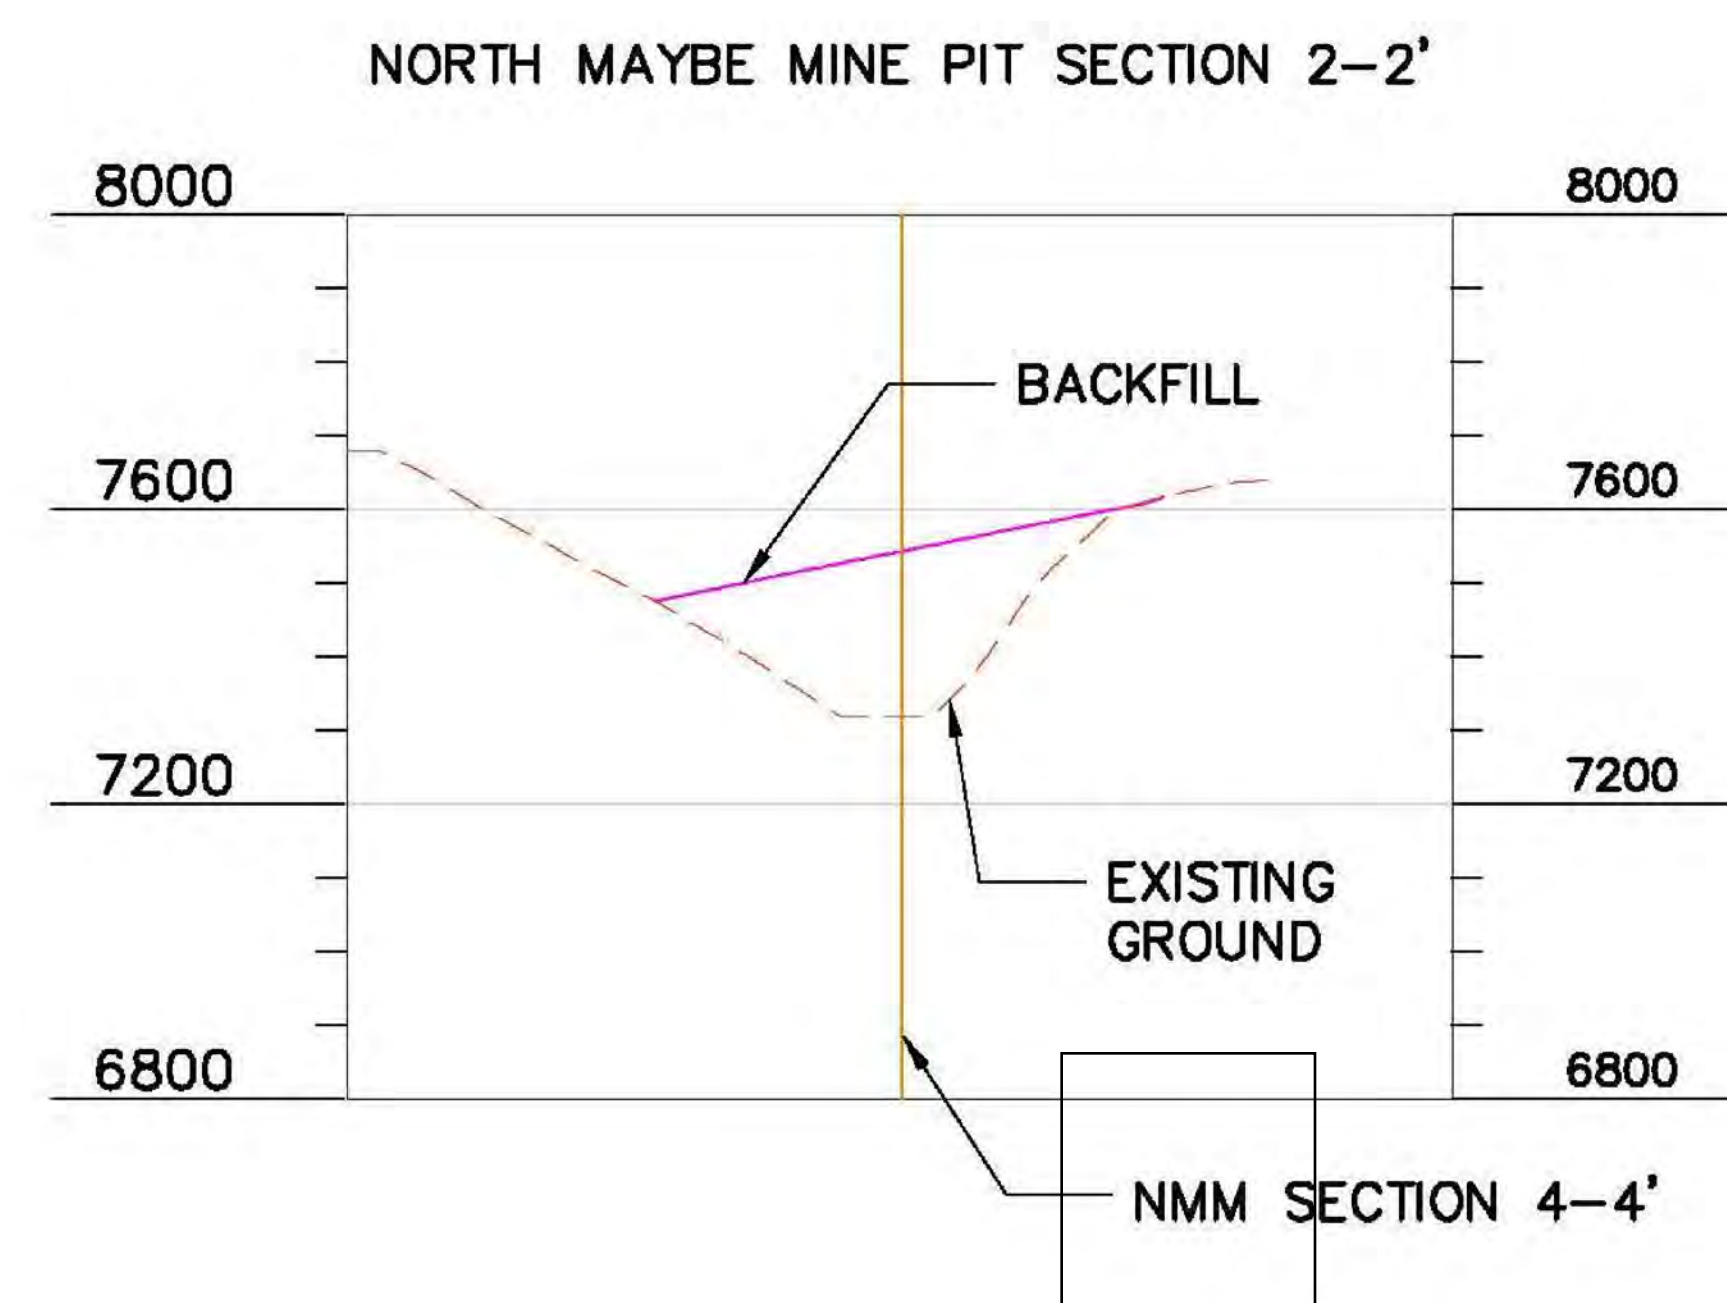 NORTH MAYBE MINE PIT SECTION 2-2'
8000 8000
BACKFILL
7600 7600
7200 7200
EXISTING
GROUND
6800 6800
NMM SECTION 4-4'